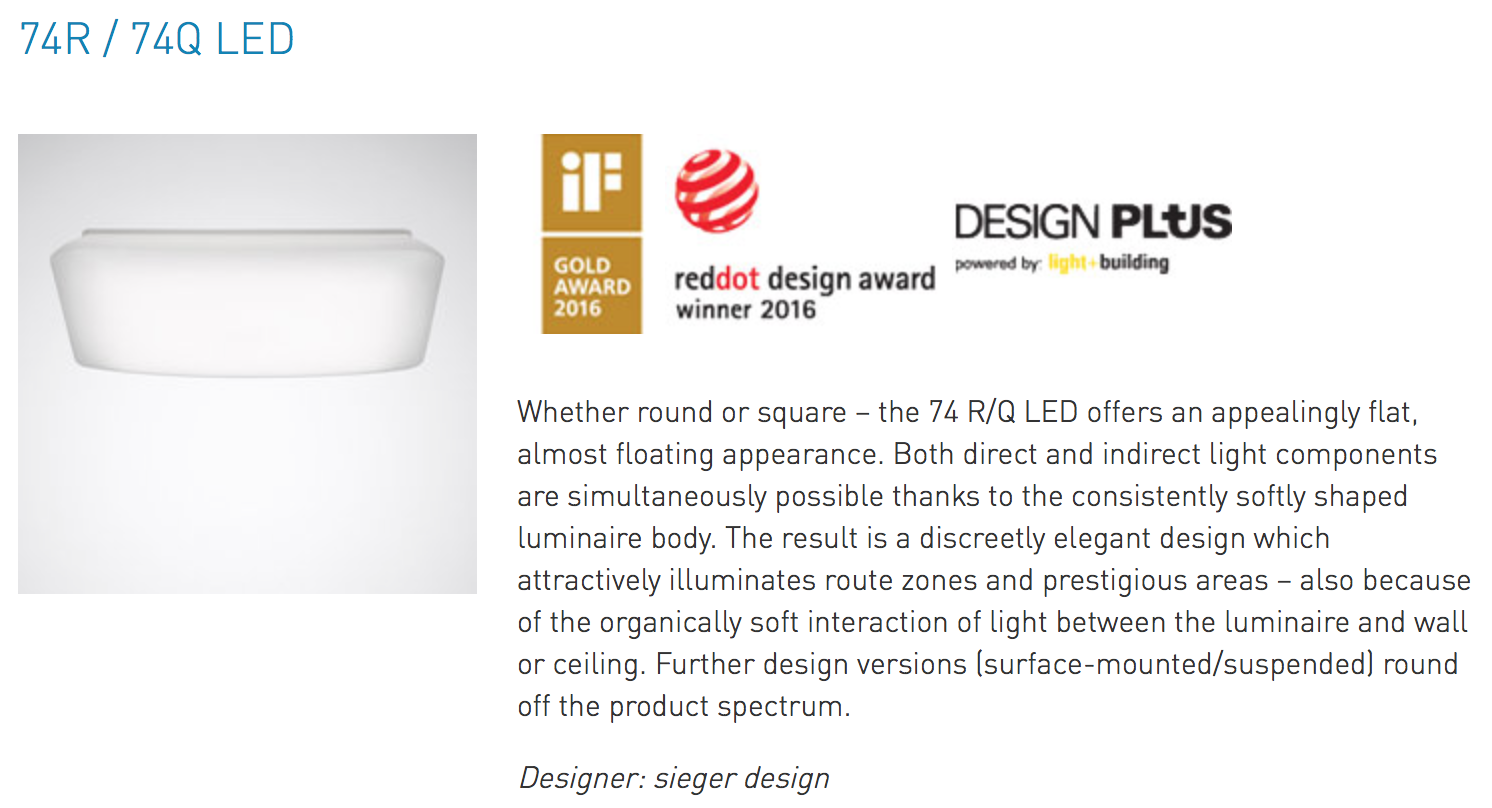 74R / 74Q LED
iF
GOLD
AWARD
2016
reddot design award
winner 2016
DESIGN PLUS
powered by: light+building
Whether round or square – the 74 R/Q LED offers an appealingly flat,
almost floating appearance. Both direct and indirect light components
are simultaneously possible thanks to the consistently softly shaped
luminaire body. The result is a discreetly elegant design which
attractively illuminates route zones and prestigious areas – also because
of the organically soft interaction of light between the luminaire and wall
or ceiling. Further design versions (surface-mounted/suspended) round
off the product spectrum.
Designer: sieger design